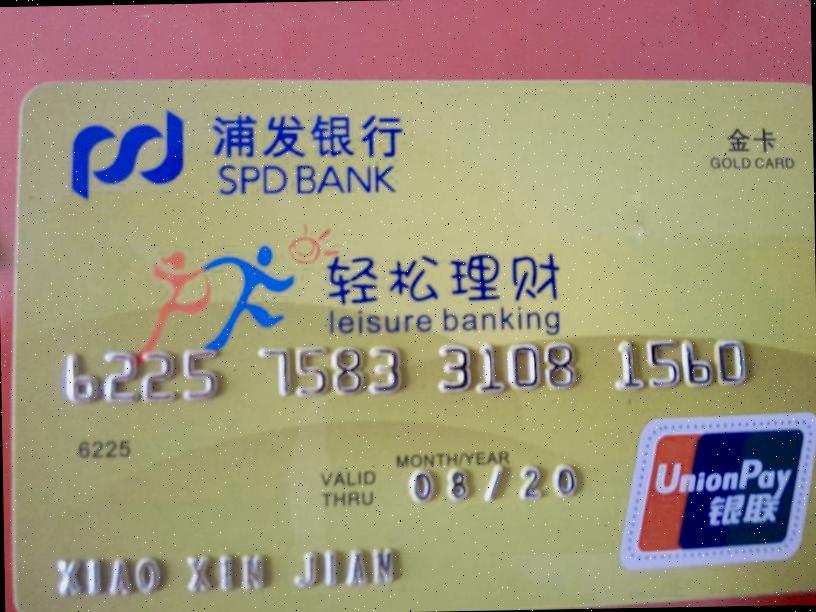 浦发银行
SPD BANK
金卡
GOLD CARD
轻松理财
leisure banking
6225 7583 3108 1560
6225
MONTH/YEAR
VALID THRU
08/20
UnionPay
银联
XIAO XIN JIAN